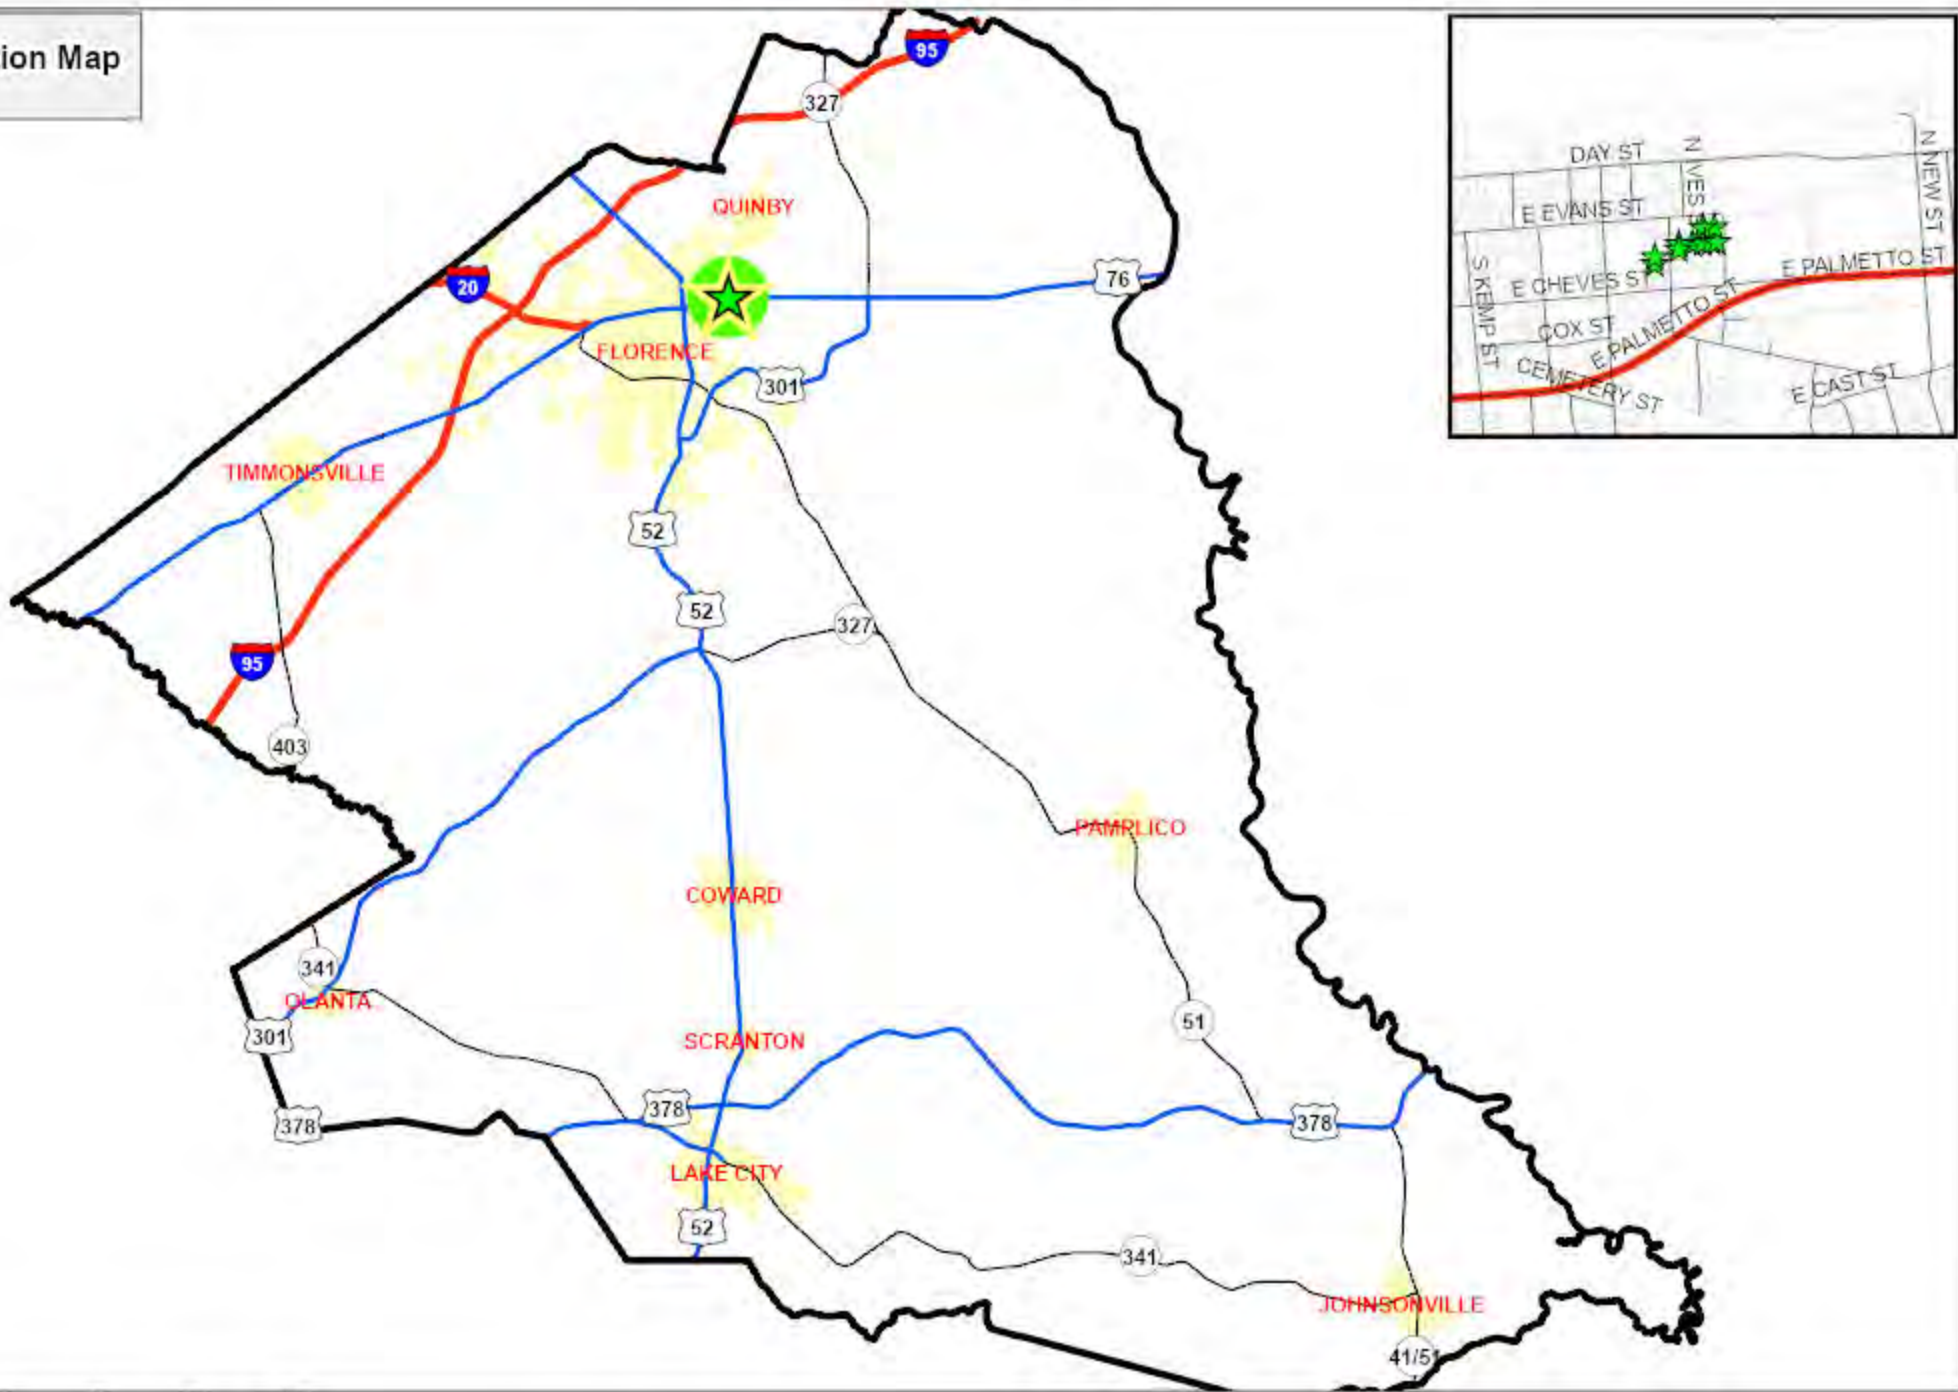 ion Map
95
327
QUINBY
20
76
FLORENCE
301
TIMMONSVILLE
52
52
327
95
403
PAMPLICO
COWARD
341
OLANTA
301
51
SCRANTON
378
378
378
LAKE CITY
52
341
JOHNSONVILLE
41/51
DAY ST
N VES
N NEW ST
E EVANS ST
S KEMP ST
E CHEVES ST
E PALMETTO ST
COX ST
E PALMETTO ST
CEMETERY ST
E CAST ST